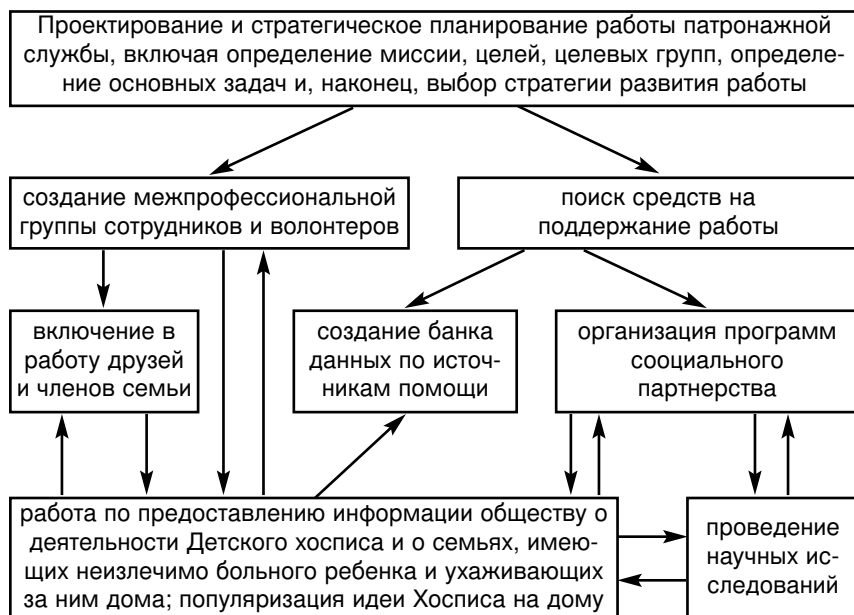 Проектирование и стратегическое планирование работы патронажной
службы, включая определение миссии, целей, целевых групп, определе-
ние основных задач и, наконец, выбор стратегии развития работы
создание межпрофессиональной
группы сотрудников и волонтеров
поиск средств на
поддержание работы
включение в
работу друзей
и членов семьи
создание банка
данных по источ-
никам помощи
организация программ
сооциального
партнерства
работа по предоставлению информации обществу о
деятельности Детского хосписа и о семьях, имею-
щих неизлечимо больного ребенка и ухаживающих
за ним дома; популяризация идеи Хосписа на дому
проведение
научных ис-
следований